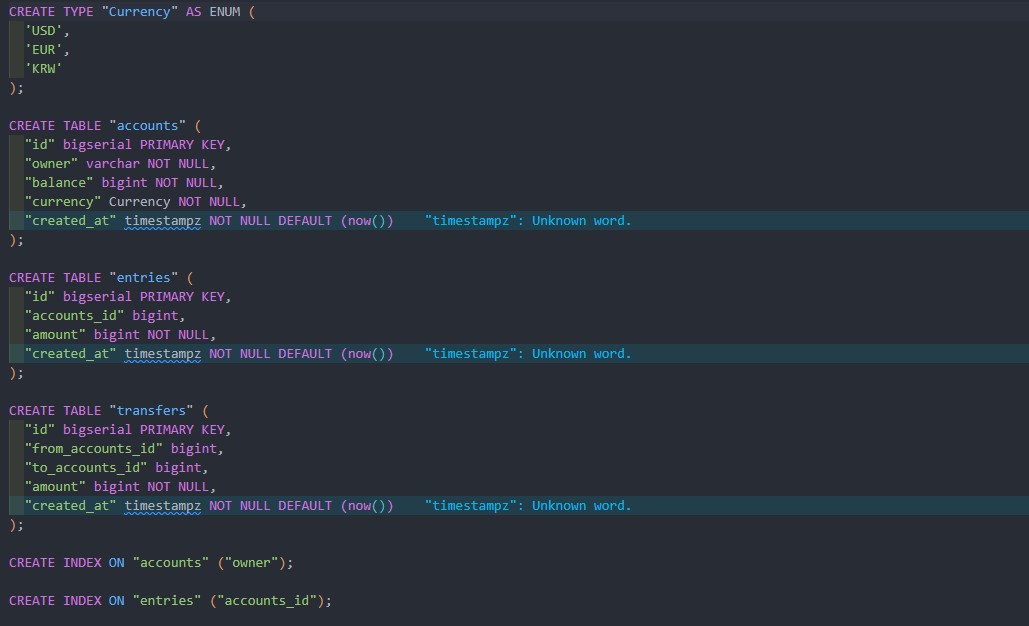 CREATE TYPE "Currency" AS ENUM (
'USD',
'EUR',
'KRW'
);
CREATE TABLE "accounts" (
"id" bigserial PRIMARY KEY,
"owner" varchar NOT NULL,
"balance" bigint NOT NULL,
"currency" Currency NOT NULL,
"created_at" timestampz NOT NULL DEFAULT (now()) "timestampz": Unknown word.
);
CREATE TABLE "entries" (
"id" bigserial PRIMARY KEY,
"accounts_id" bigint,
"amount" bigint NOT NULL,
"created_at" timestampz NOT NULL DEFAULT (now()) "timestampz": Unknown word.
);
CREATE TABLE "transfers" (
"id" bigserial PRIMARY KEY,
"from_accounts_id" bigint,
"to_accounts_id" bigint,
"amount" bigint NOT NULL,
"created_at" timestampz NOT NULL DEFAULT (now()) "timestampz": Unknown word.
);
CREATE INDEX ON "accounts" ("owner");
CREATE INDEX ON "entries" ("accounts_id");